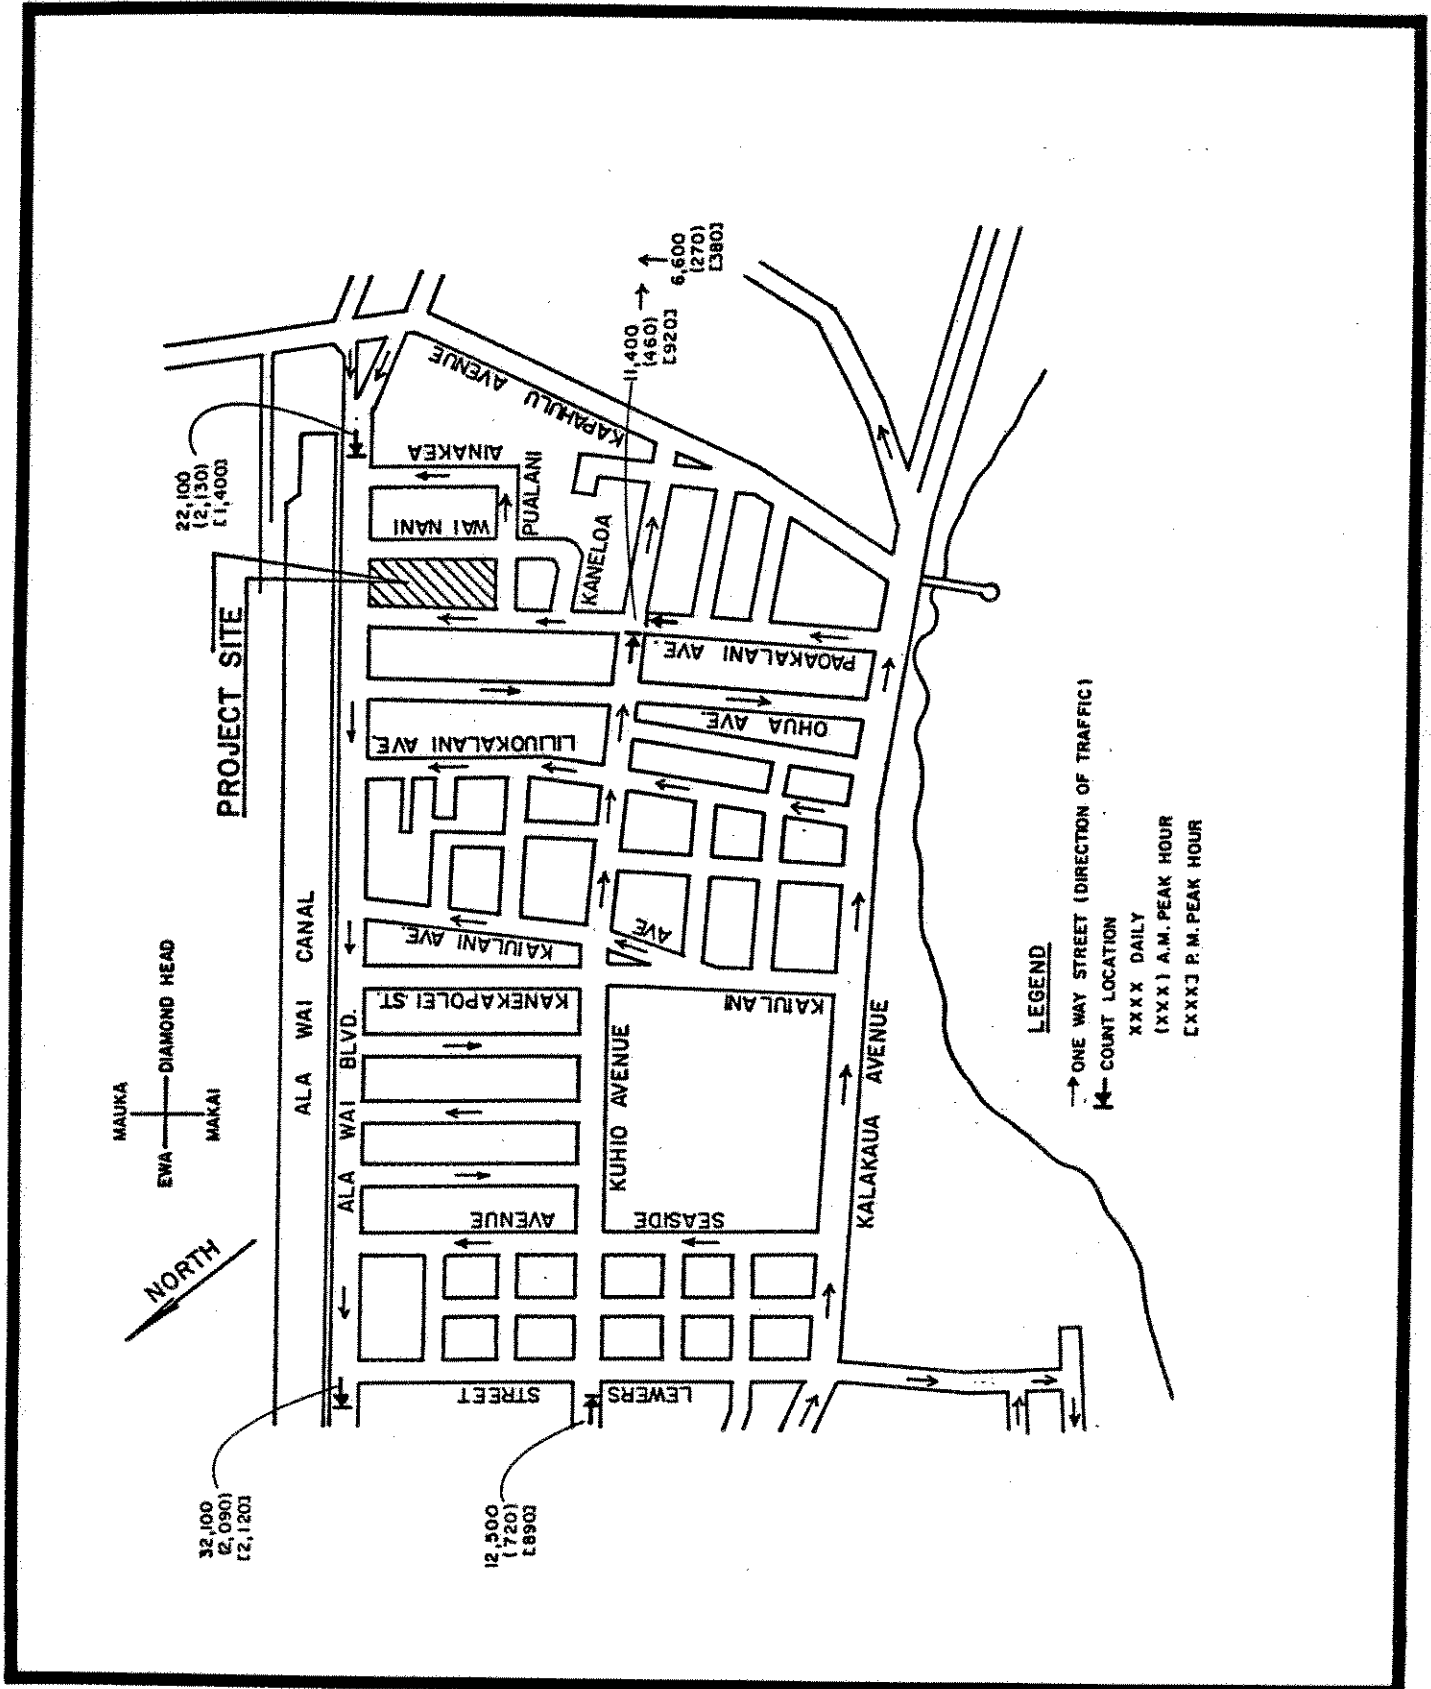 MAUKA
EWA
DIAMOND HEAD
MAKAI
NORTH
PROJECT SITE
ALA WAI CANAL
ALA WAI BLVD.
22,100
(2,130)
[1,400]
11,400
(460)
[920]
6,600
(270)
[380]
32,100
(2,090)
[2,120]
12,500
(720)
[890]
KAPAHULU AVENUE
AINAKEA
WAI NANI
PUALANI
KANELOA
PAOAKALANI AVE.
OHUA AVE.
LILIUOKALANI AVE.
KAIULANI AVE.
KAIULANI
AVE
KANEKAPOLEI ST.
KUHIO AVENUE
SEASIDE
AVENUE
LEWERS
STREET
KALAKAUA AVENUE
LEGEND
ONE WAY STREET (DIRECTION OF TRAFFIC)
COUNT LOCATION
XXXX DAILY
(XXX) A.M. PEAK HOUR
[XXX] P.M. PEAK HOUR